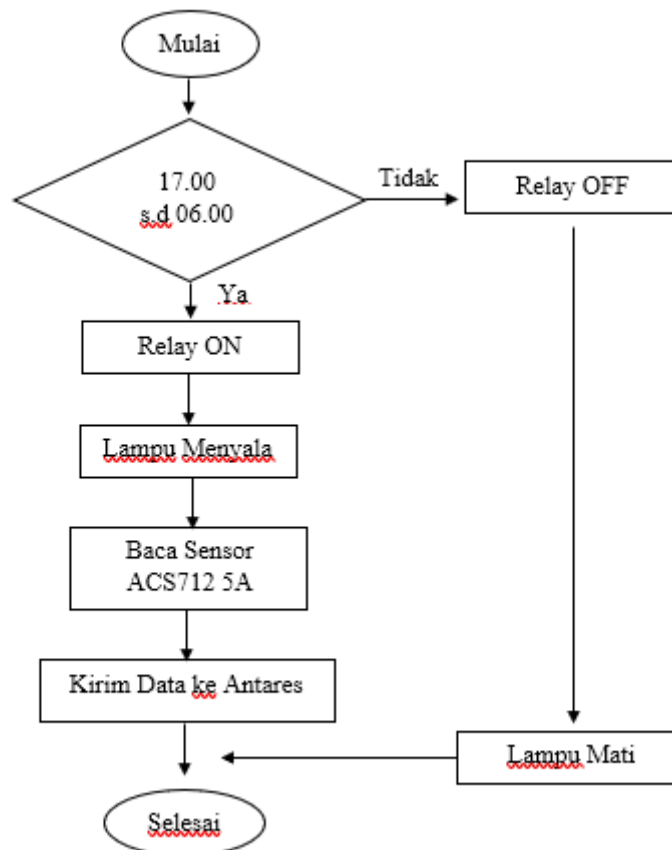 Mulai
17.00
s.d 06.00
Tidak
Relay OFF
Ya
Relay ON
Lampu Menyala
Baca Sensor
ACS712 5A
Kirim Data ke Antares
Lampu Mati
Selesai